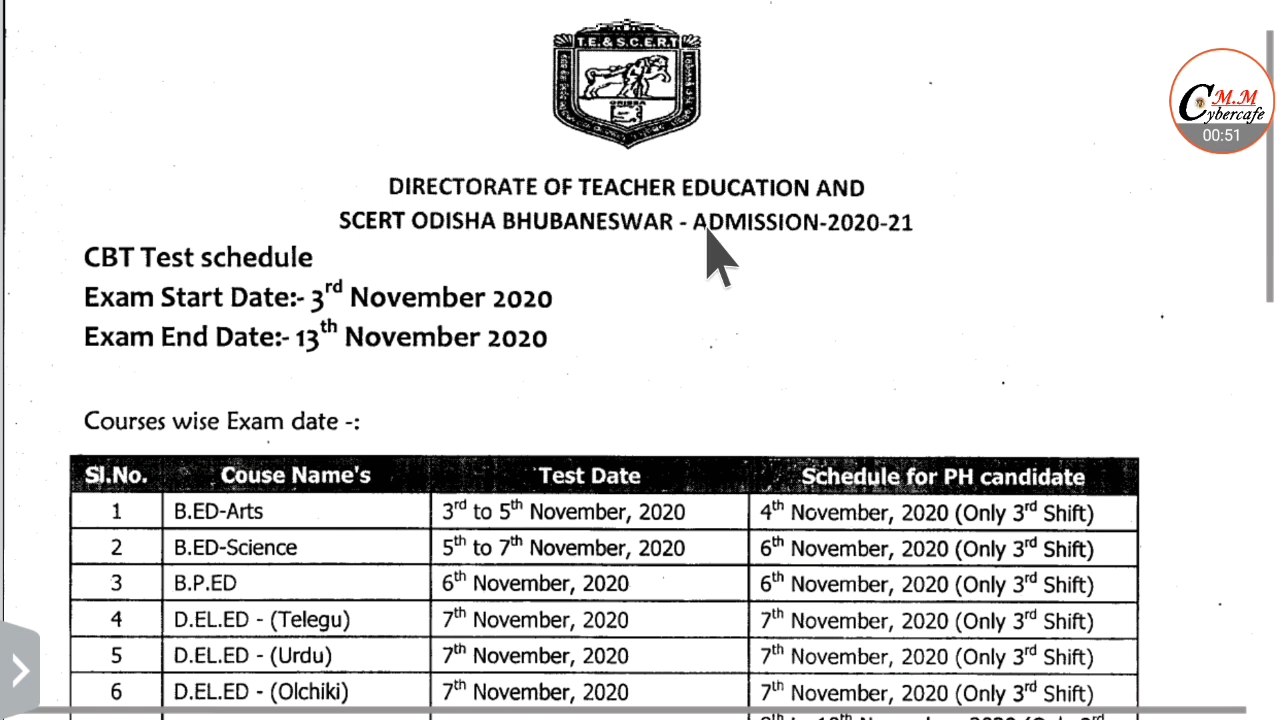 T.E. & S.C.E.R.T
ODISHA
C M.M
ybercafe
00:51
DIRECTORATE OF TEACHER EDUCATION AND
SCERT ODISHA BHUBANESWAR - ADMISSION-2020-21
CBT Test schedule
Exam Start Date:- 3rd November 2020
Exam End Date:- 13th November 2020
Courses wise Exam date -:
Sl.No. Couse Name's Test Date Schedule for PH candidate
1 B.ED-Arts 3rd to 5th November, 2020 4th November, 2020 (Only 3rd Shift)
2 B.ED-Science 5th to 7th November, 2020 6th November, 2020 (Only 3rd Shift)
3 B.P.ED 6th November, 2020 6th November, 2020 (Only 3rd Shift)
4 D.EL.ED - (Telegu) 7th November, 2020 7th November, 2020 (Only 3rd Shift)
5 D.EL.ED - (Urdu) 7th November, 2020 7th November, 2020 (Only 3rd Shift)
6 D.EL.ED - (Olchiki) 7th November, 2020 7th November, 2020 (Only 3rd Shift)